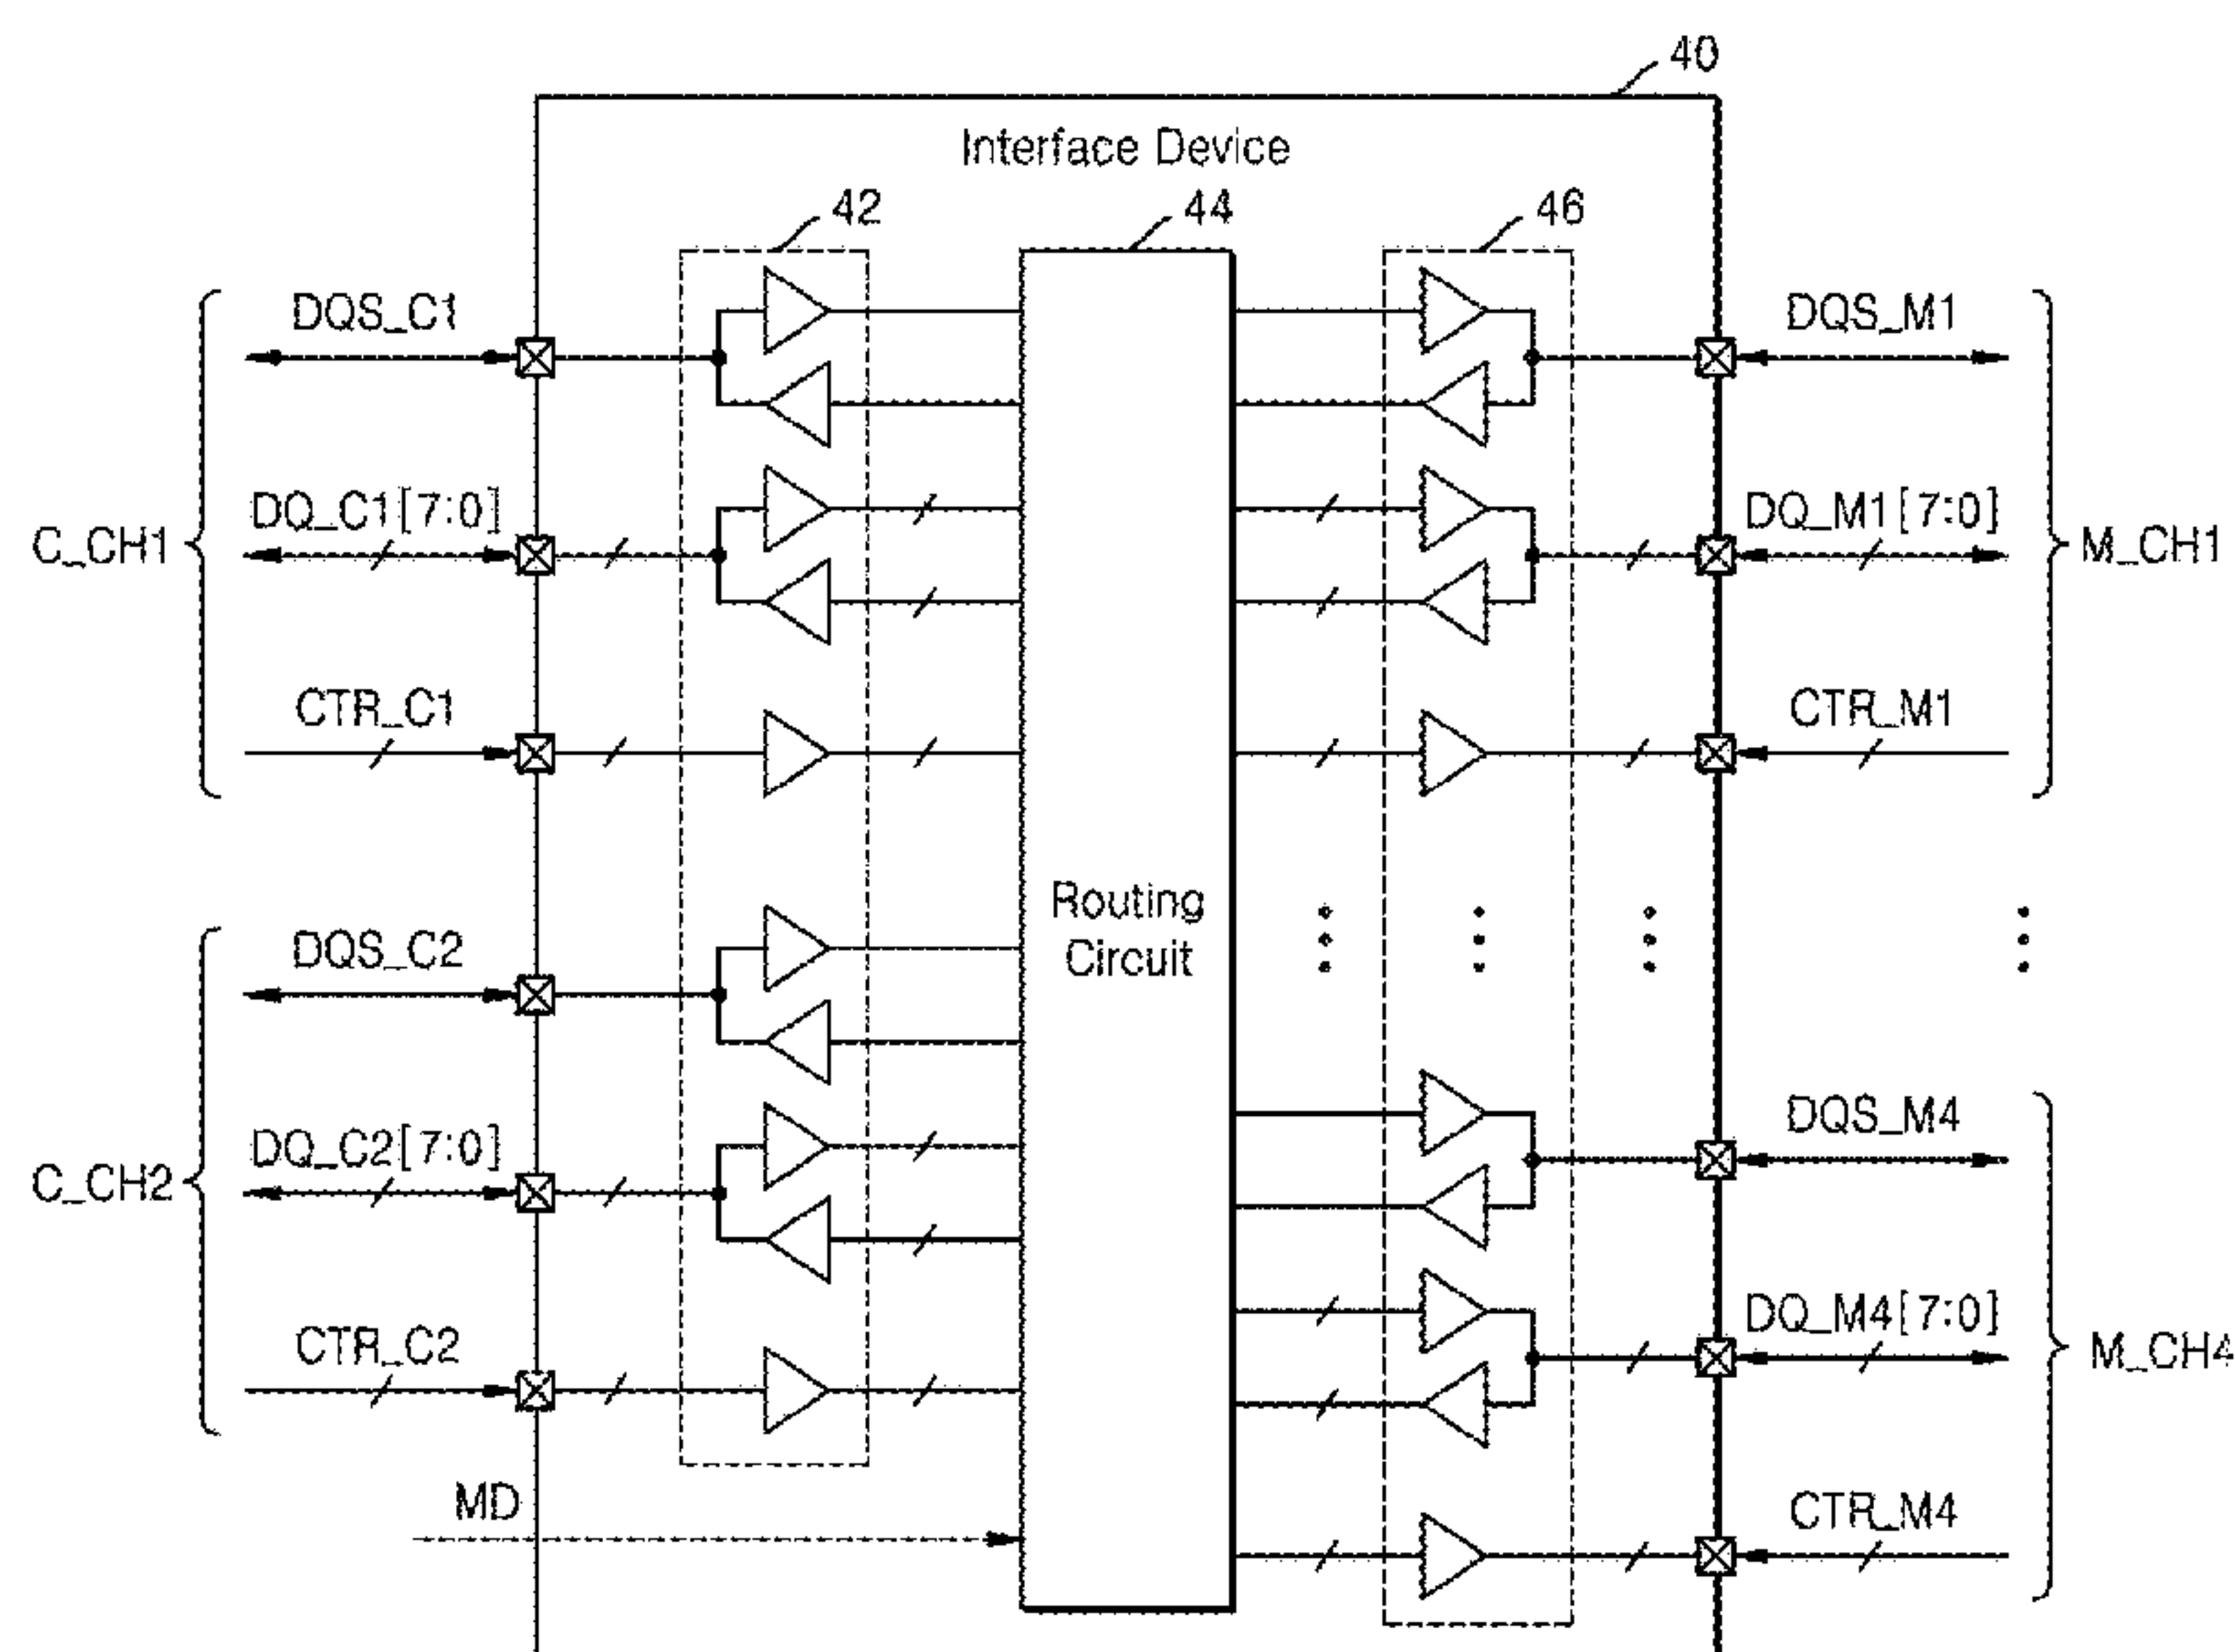 40
Interface Device
42
44
46
DQS_C1
DQS_M1
DQ_C1[7:0]
DQ_M1[7:0]
C_CH1
M_CH1
CTR_C1
CTR_M1
Routing
Circuit
DQS_C2
DQS_M4
DQ_C2[7:0]
C_CH2
DQ_M4[7:0]
M_CH4
CTR_C2
MD
CTR_M4